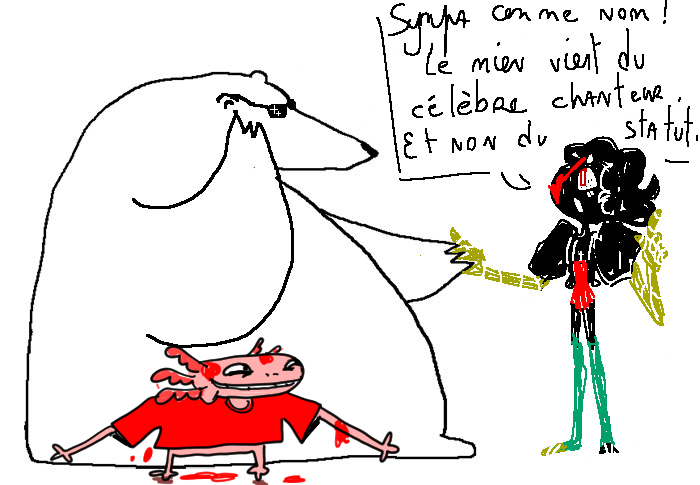 Sympa comme nom!
Le mien vient du
célèbre chanteur.
Et non du statut.